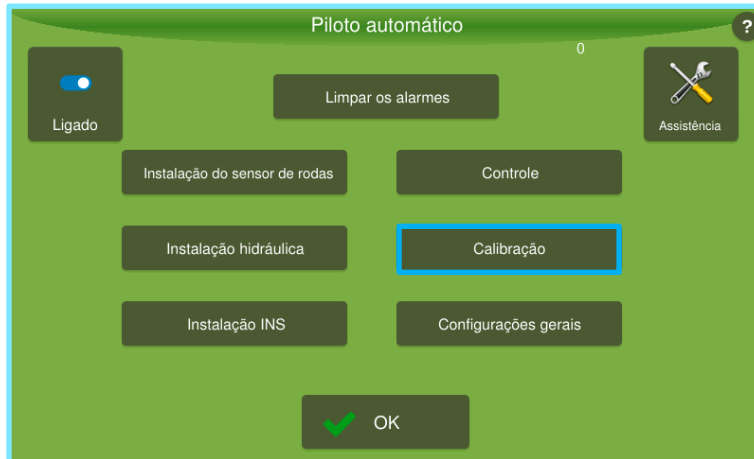 Piloto automático
?
0
Ligado
Limpar os alarmes
Assistência
Instalação do sensor de rodas
Controle
Instalação hidráulica
Calibração
Instalação INS
Configurações gerais
OK